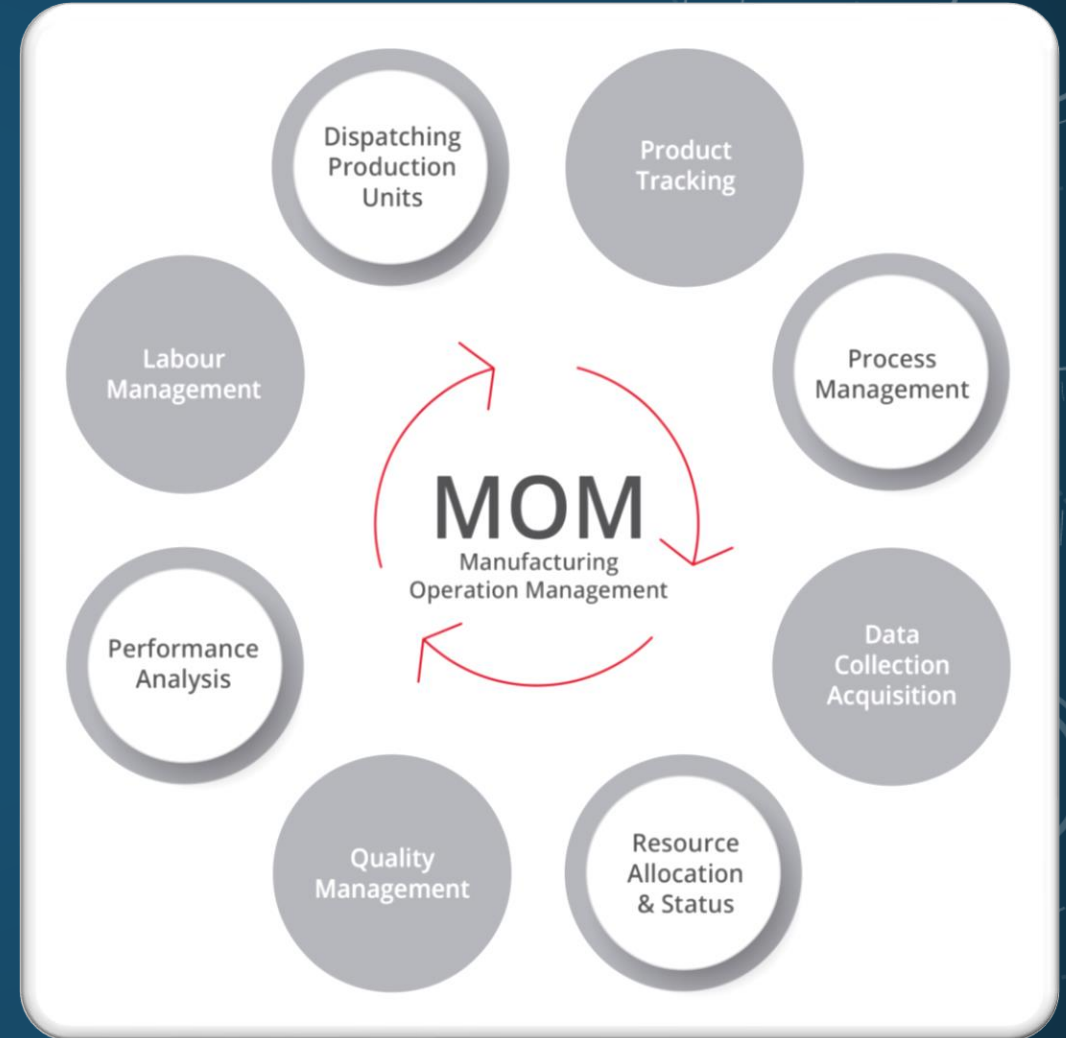 Dispatching
Production
Units
Product
Tracking
Labour
Management
Process
Management
MOM
Manufacturing
Operation Management
Performance
Analysis
Data
Collection
Acquisition
Quality
Management
Resource
Allocation
& Status